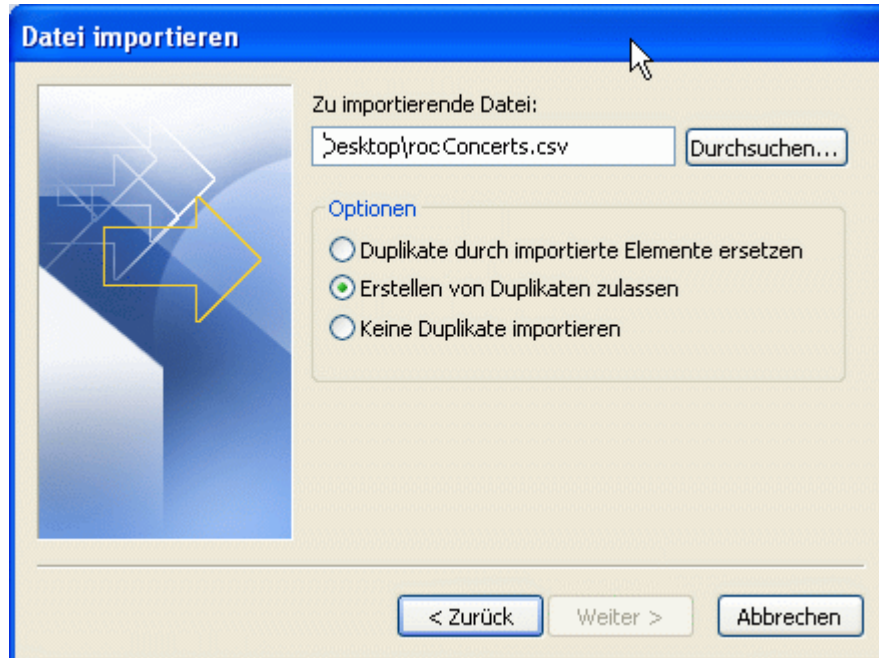 Datei importieren
Zu importierende Datei:
Desktop\rocConcerts.csv
Durchsuchen...
Optionen
Duplikate durch importierte Elemente ersetzen
Erstellen von Duplikaten zulassen
Keine Duplikate importieren
< Zurück
Weiter >
Abbrechen